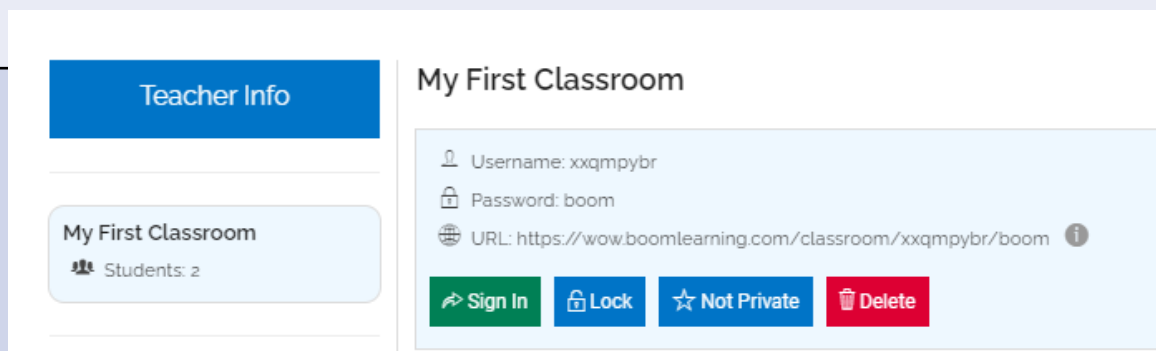 Teacher Info
My First Classroom
Students: 2
My First Classroom
Username: xxqmpybr
Password: boom
URL: https://wow.boomlearning.com/classroom/xxqmpybr/boom
Sign In Lock Not Private Delete